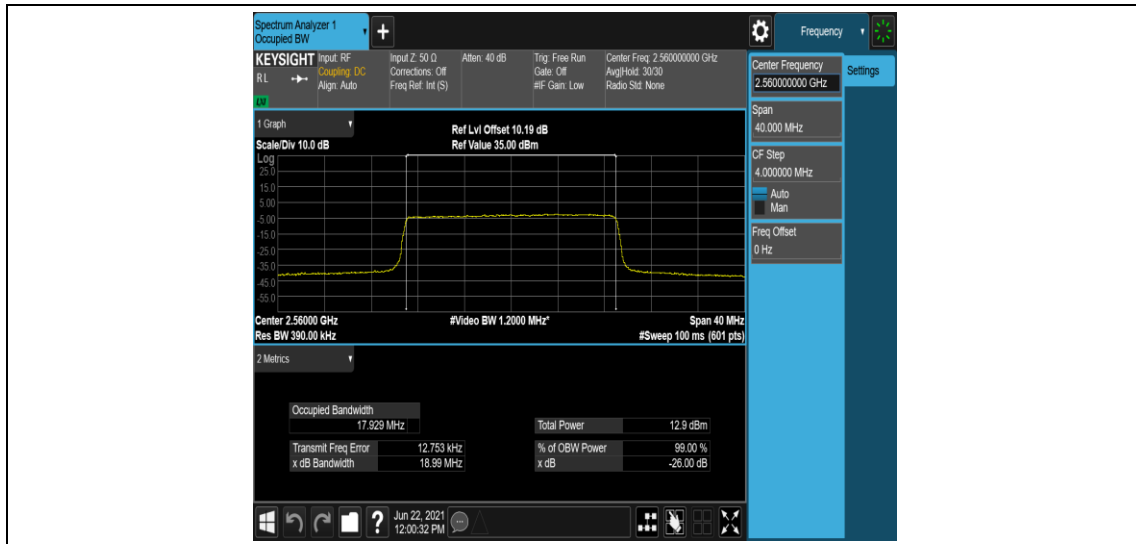 Spectrum Analyzer 1
Occupied BW
+
Frequency
KEYSIGHT Input: RF Input Z: 50 Ω Atten: 40 dB Trig: Free Run Center Freq: 2.560000000 GHz
RL Coupling: DC Corrections: Off Gate: Off Avg|Hold: 30/30
Align: Auto Freq Ref: Int (S) #IF Gain: Low Radio Std: None
LXI
Center Frequency
2.560000000 GHz
Settings
Span
40.000 MHz
CF Step
4.000000 MHz
Auto
Man
Freq Offset
0 Hz
1 Graph
Ref Lvl Offset 10.19 dB
Scale/Div 10.0 dB Ref Value 35.00 dBm
Log
25.0
15.0
5.00
-5.00
-15.0
-25.0
-35.0
-45.0
-55.0
Center 2.56000 GHz #Video BW 1.2000 MHz* Span 40 MHz
Res BW 390.00 kHz #Sweep 100 ms (601 pts)
2 Metrics
Occupied Bandwidth
17.929 MHz Total Power 12.9 dBm
Transmit Freq Error 12.753 kHz % of OBW Power 99.00 %
x dB Bandwidth 18.99 MHz x dB -26.00 dB
?
Jun 22, 2021
12:00:32 PM